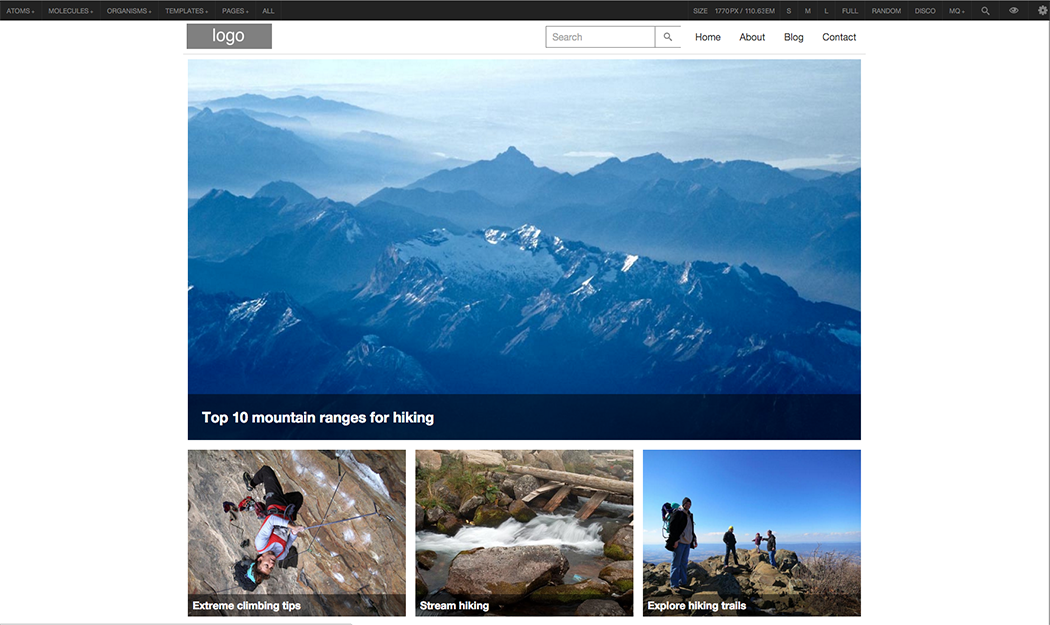 ATOMS MOLECULES ORGANISMS TEMPLATES PAGES ALL SIZE 1770PX / 110.63EM S M L FULL RANDOM DISCO MQ
logo
Search Home About Blog Contact
Top 10 mountain ranges for hiking
Extreme climbing tips Stream hiking Explore hiking trails